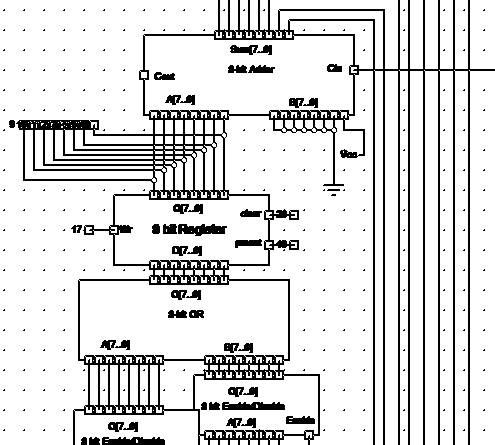 Sum[7..0]
8-bit Adder
Cout
Cin
A[7..0]
B[7..0]
Vcc
Q[7..0]
clear
17
Wr
8 bit Register
preset
D[7..0]
O[7..0]
8-bit OR
A[7..0]
B[7..0]
O[7..0]
8 bit Enable/Disable
Enable
A[7..0]
O[7..0]
8 bit Enable/Disable